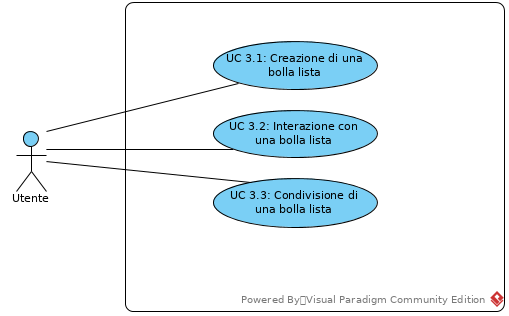 UC 3.1: Creazione di una
bolla lista
UC 3.2: Interazione con
una bolla lista
UC 3.3: Condivisione di
una bolla lista
Utente
Powered By Visual Paradigm Community Edition